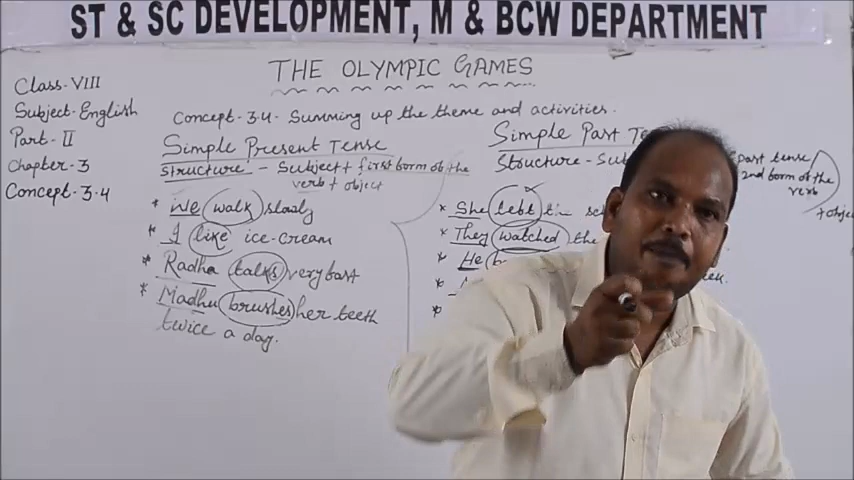 ST & SC DEVELOPMENT, M & BCW DEPARTMENT
THE OLYMPIC GAMES
Class-VIII
Subject-English
Part-II
Chapter-3
Concept-3.4
Concept-3.4- Summing up the theme and activities.
Simple Present Tense
Structure - Subject + first form of the
verb + object
* We walk slowly
* I like ice-cream
* Radha talks very fast
* Madhu brushes her teeth
twice a day.
Simple Past
Structure-
past tense
2nd form of the
verb
+ object
* She left
* They watched the
* He
*
*